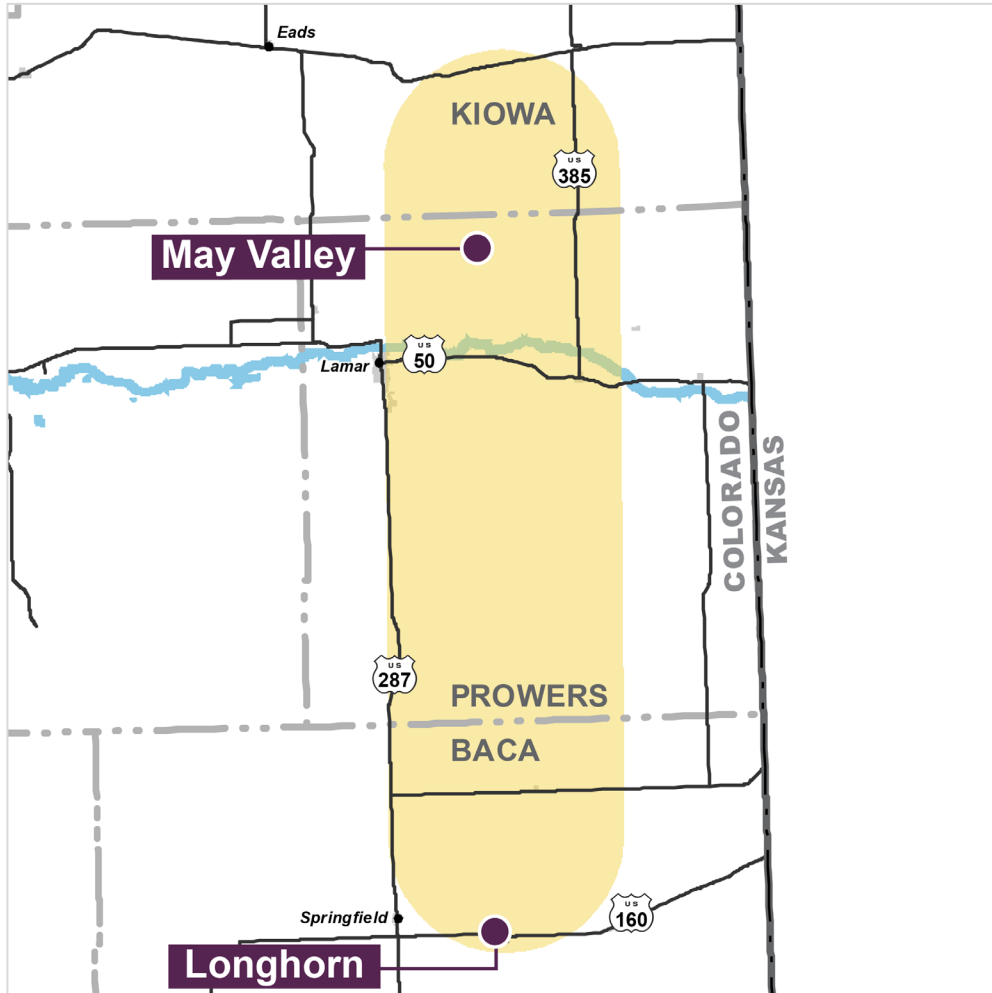 Eads
KIOWA
US
385
May Valley
US
50
Lamar
COLORADO
KANSAS
US
287
PROWERS
BACA
Springfield
US
160
Longhorn